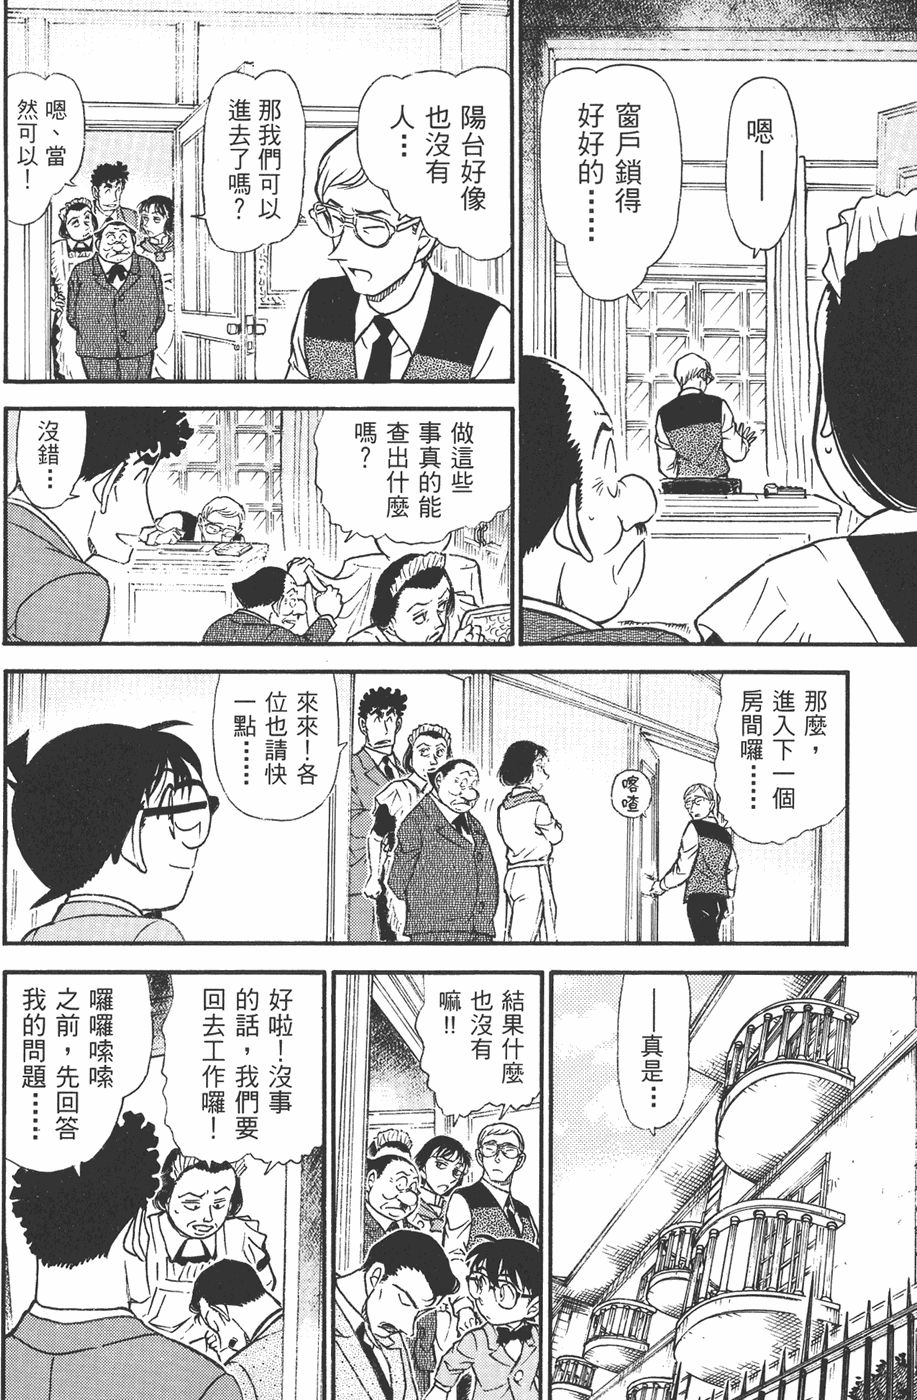 嗯——
窗戶鎖得
好好的……
陽台好像
也沒有
人…
那我們可以
進去了嗎？
嗯、當
然可以！
做這些
事真的能
查出什麼
嗎？
沒錯…
那麼，
進入下一個
房間囉……
喀喳
來來！各
位也請快
一點……
——真是…
結果什麼
也沒有
嘛!!
好啦！沒事
的話，我們要
回去工作囉！
囉囉嗦嗦
之前，先回答
我的問題……